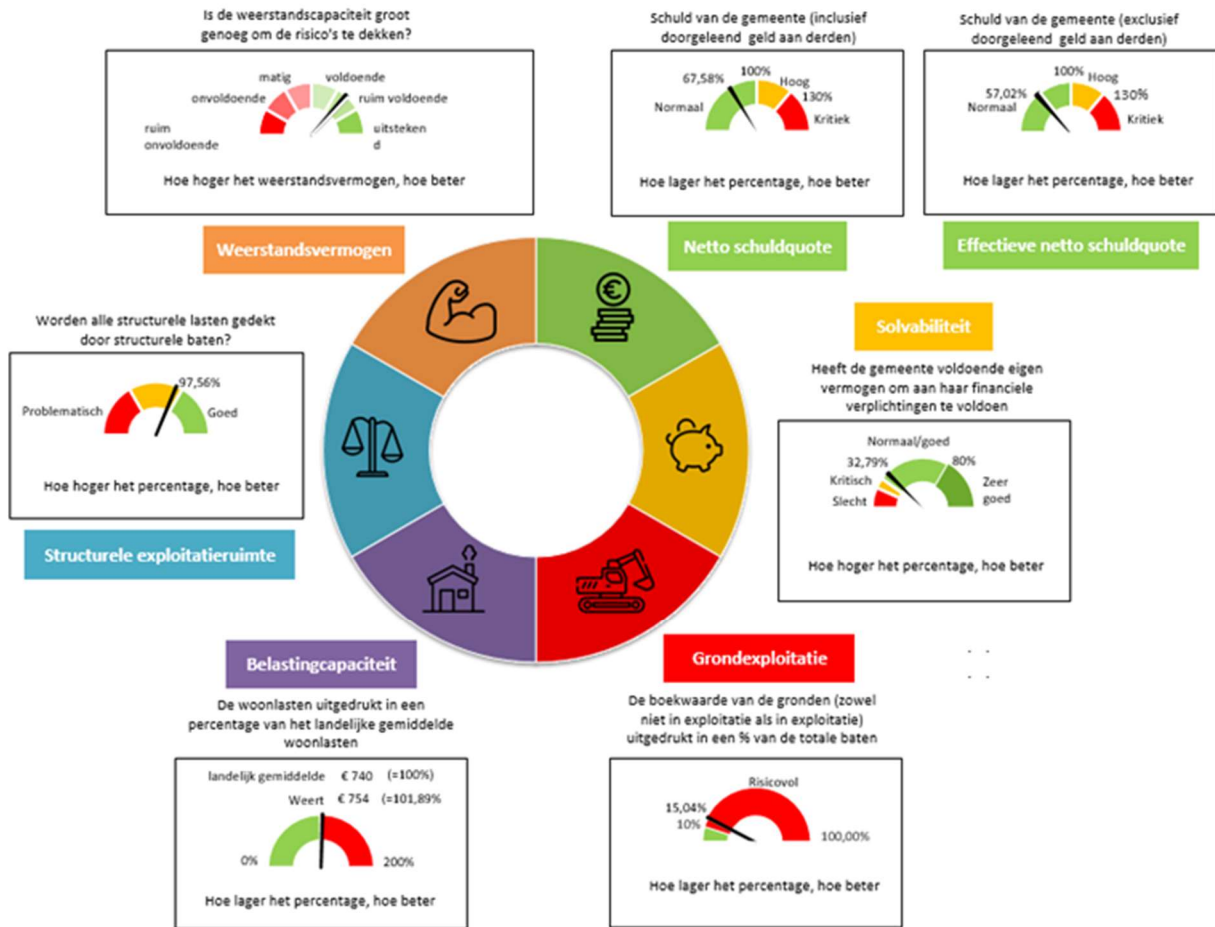 Is de weerstandscapaciteit groot
genoeg om de risico's te dekken?
matig
voldoende
onvoldoende
ruim voldoende
ruim
onvoldoende
uitsteken
d
Hoe hoger het weerstandsvermogen, hoe beter
Weerstandsvermogen
Schuld van de gemeente (inclusief
doorgeleend geld aan derden)
67,58%
100%
Hoog
Normaal
130%
Kritiek
Hoe lager het percentage, hoe beter
Netto schuldquote
Schuld van de gemeente (exclusief
doorgeleend geld aan derden)
57,02%
100%
Hoog
Normaal
130%
Kritiek
Hoe lager het percentage, hoe beter
Effectieve netto schuldquote
Worden alle structurele lasten gedekt
door structurele baten?
97,56%
Problematisch
Goed
Hoe hoger het percentage, hoe beter
Structurele exploitatieruimte
€
Solvabiliteit
Heeft de gemeente voldoende eigen
vermogen om aan haar financiele
verplichtingen te voldoen
Normaal/goed
32,79%
80%
Kritisch
Zeer
goed
Slecht
Hoe hoger het percentage, hoe beter
Belastingcapaciteit
De woonlasten uitgedrukt in een
percentage van het landelijke gemiddelde
woonlasten
landelijk gemiddelde € 740 (=100%)
Weert € 754 (=101,89%
0%
200%
Hoe lager het percentage, hoe beter
Grondexploitatie
De boekwaarde van de gronden (zowel
niet in exploitatie als in exploitatie)
uitgedrukt in een % van de totale baten
Risicovol
15,04%
10%
100,00%
Hoe lager het percentage, hoe beter